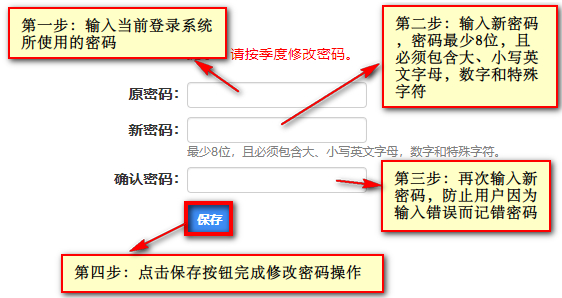 第一步：输入当前登录系统
所使用的密码
请按季度修改密码。
第二步：输入新密码
，密码最少8位，且
必须包含大、小写英
文字母，数字和特殊
字符
原密码：
新密码：
最少8位，且必须包含大、小写英文字母，数字和特殊字符。
确认密码：
第三步：再次输入新
密码，防止用户因为
输入错误而记错密码
保存
第四步：点击保存按钮完成修改密码操作